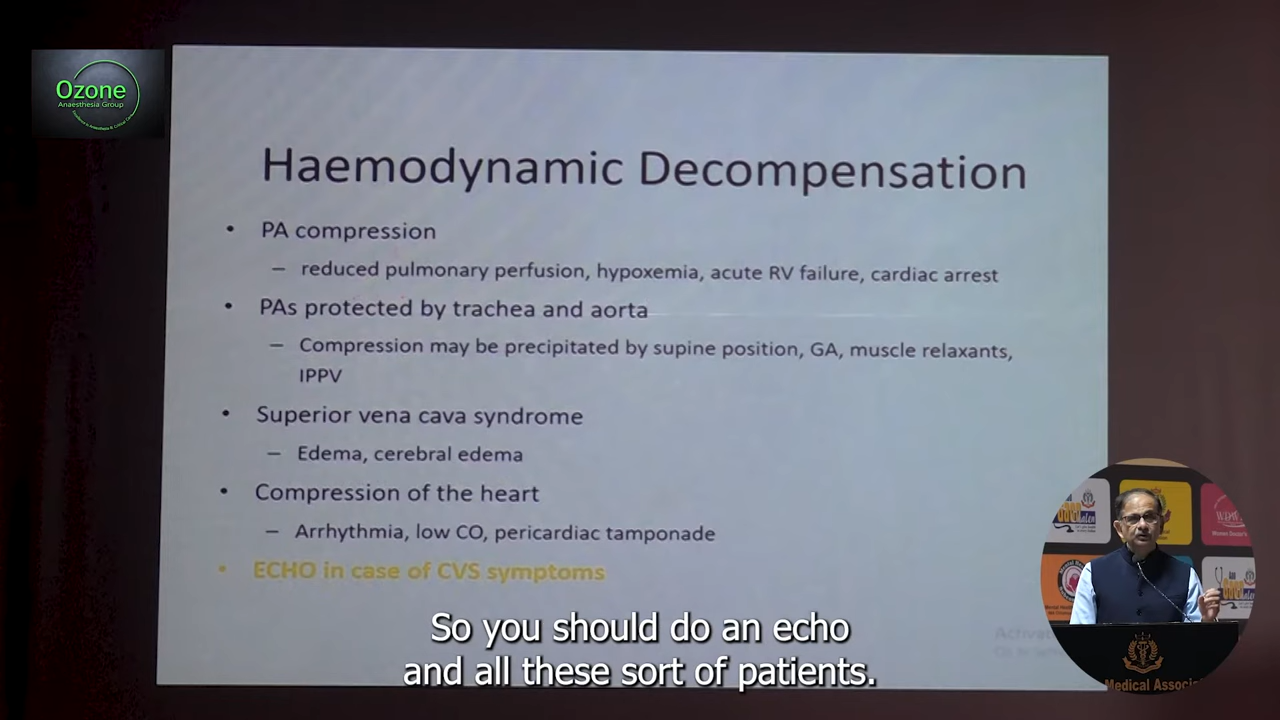 Ozone
Anaesthesia Group
Haemodynamic Decompensation
• PA compression
– reduced pulmonary perfusion, hypoxemia, acute RV failure, cardiac arrest
• PAs protected by trachea and aorta
– Compression may be precipitated by supine position, GA, muscle relaxants,
IPPV
• Superior vena cava syndrome
– Edema, cerebral edema
• Compression of the heart
– Arrhythmia, low CO, pericardiac tamponade
• ECHO in case of CVS symptoms
So you should do an echo
and all these sort of patients.
WDW
Medical Associ